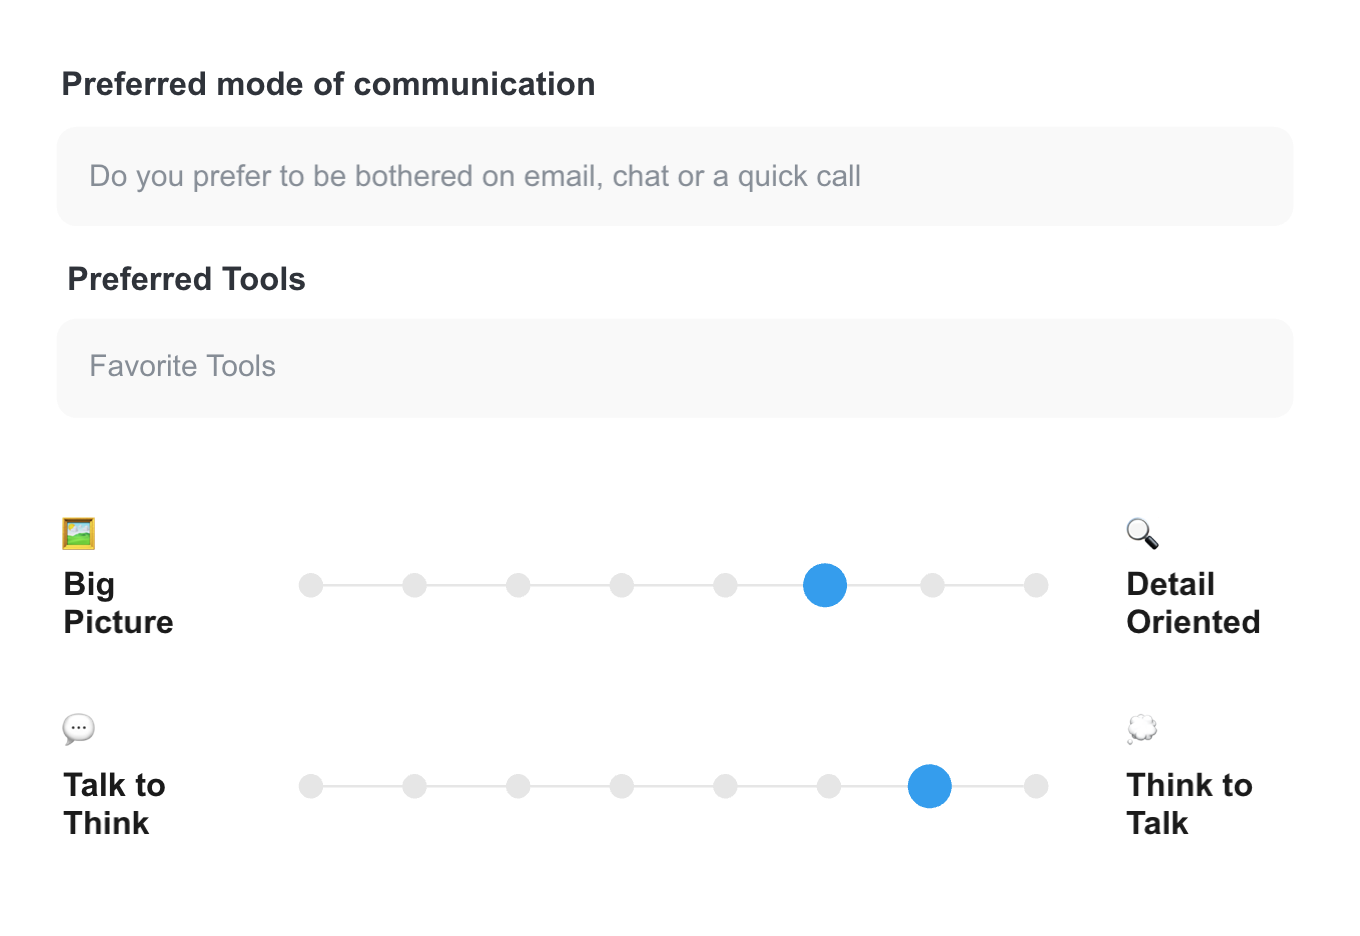 Preferred mode of communication
Do you prefer to be bothered on email, chat or a quick call
Preferred Tools
Favorite Tools
Big
Picture
Detail
Oriented
Talk to
Think
Think to
Talk